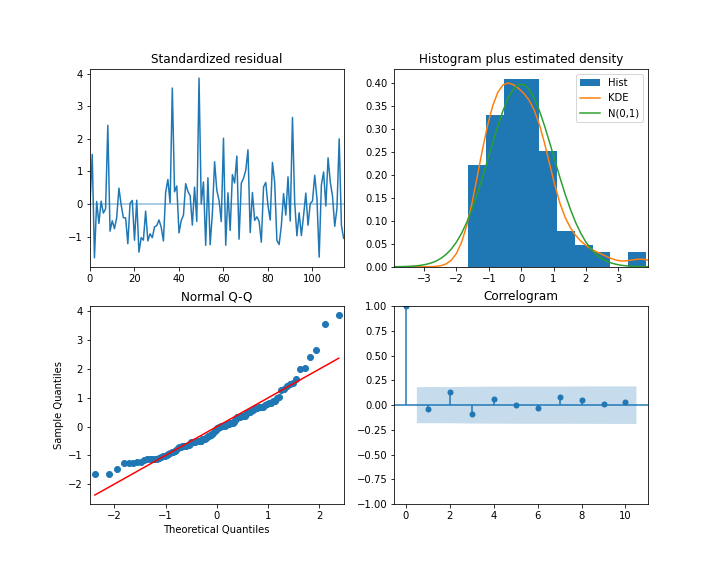 Standardized residual
4
3
2
1
0
−1
0 20 40 60 80 100
Histogram plus estimated density
0.40
0.35
0.30
0.25
0.20
0.15
0.10
0.05
0.00
Hist
KDE
N(0,1)
−3 −2 −1 0 1 2 3
Normal Q-Q
Sample Quantiles
4
3
2
1
0
−1
−2
−2 −1 0 1 2
Theoretical Quantiles
Correlogram
1.00
0.75
0.50
0.25
0.00
−0.25
−0.50
−0.75
−1.00
0 2 4 6 8 10